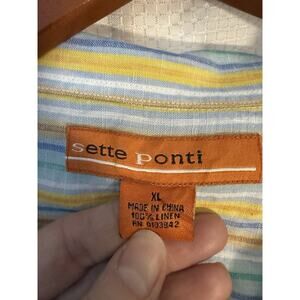 sette ponti
XL
MADE IN CHINA
100% LINEN
RN 0103842